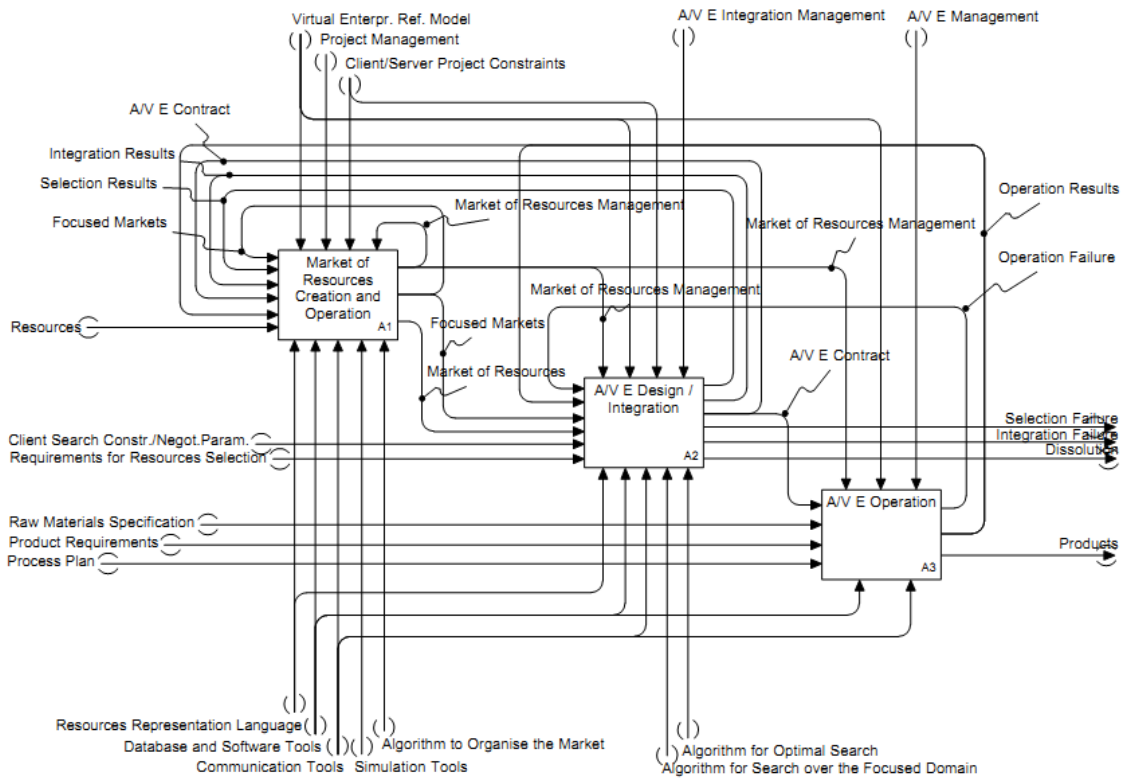 Virtual Enterpr. Ref. Model
A/V E Integration Management
A/V E Management
Project Management
Client/Server Project Constraints
A/V E Contract
Integration Results
Selection Results
Focused Markets
Market of Resources Management
Operation Results
Market of Resources Management
Operation Failure
Market of
Resources
Creation and
Operation
A1
Market of Resources Management
Resources
Focused Markets
A/V E Contract
Market of Resources
A/V E Design /
Integration
A2
Selection Failure
Integration Failure
Dissolution
Client Search Constr./Negot.Param.
Requirements for Resources Selection
A/V E Operation
A3
Raw Materials Specification
Product Requirements
Process Plan
Products
Resources Representation Language
Database and Software Tools
Communication Tools
Simulation Tools
Algorithm to Organise the Market
Algorithm for Optimal Search
Algorithm for Search over the Focused Domain